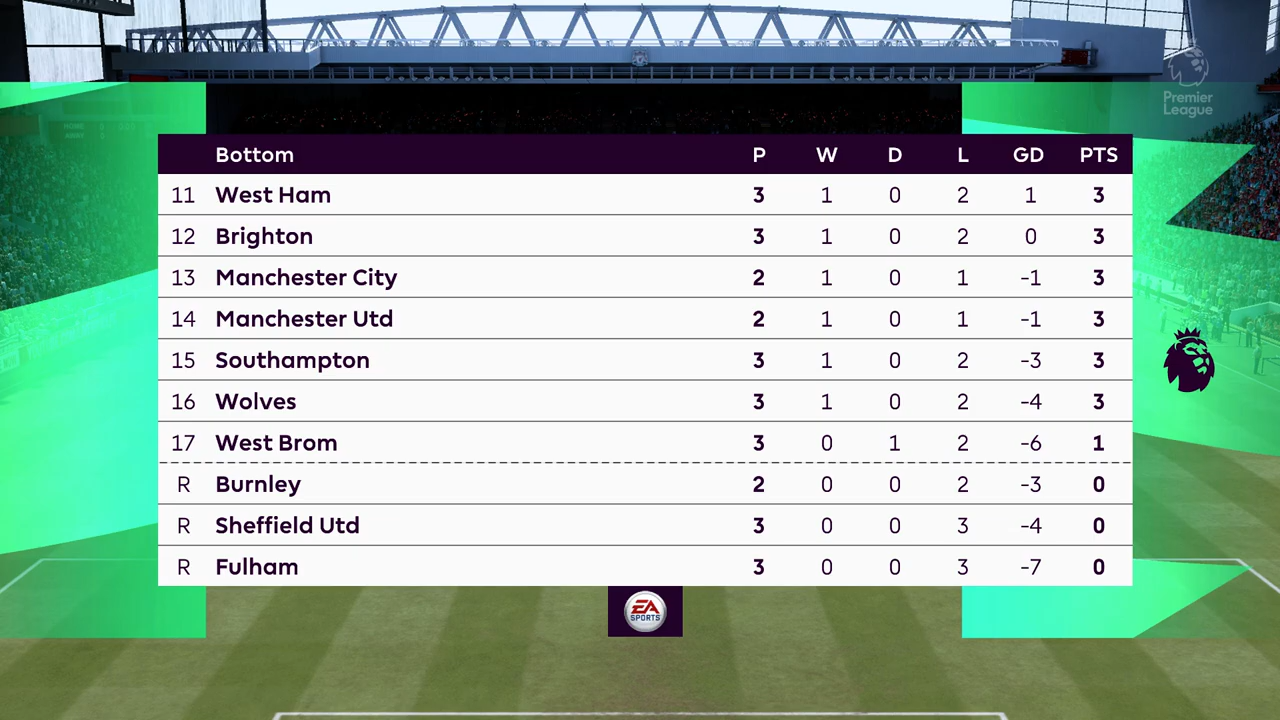 Premier
League
Bottom P W D L GD PTS
11 West Ham 3 1 0 2 1 3
12 Brighton 3 1 0 2 0 3
13 Manchester City 2 1 0 1 -1 3
14 Manchester Utd 2 1 0 1 -1 3
15 Southampton 3 1 0 2 -3 3
16 Wolves 3 1 0 2 -4 3
17 West Brom 3 0 1 2 -6 1
R Burnley 2 0 0 2 -3 0
R Sheffield Utd 3 0 0 3 -4 0
R Fulham 3 0 0 3 -7 0
EA
SPORTS